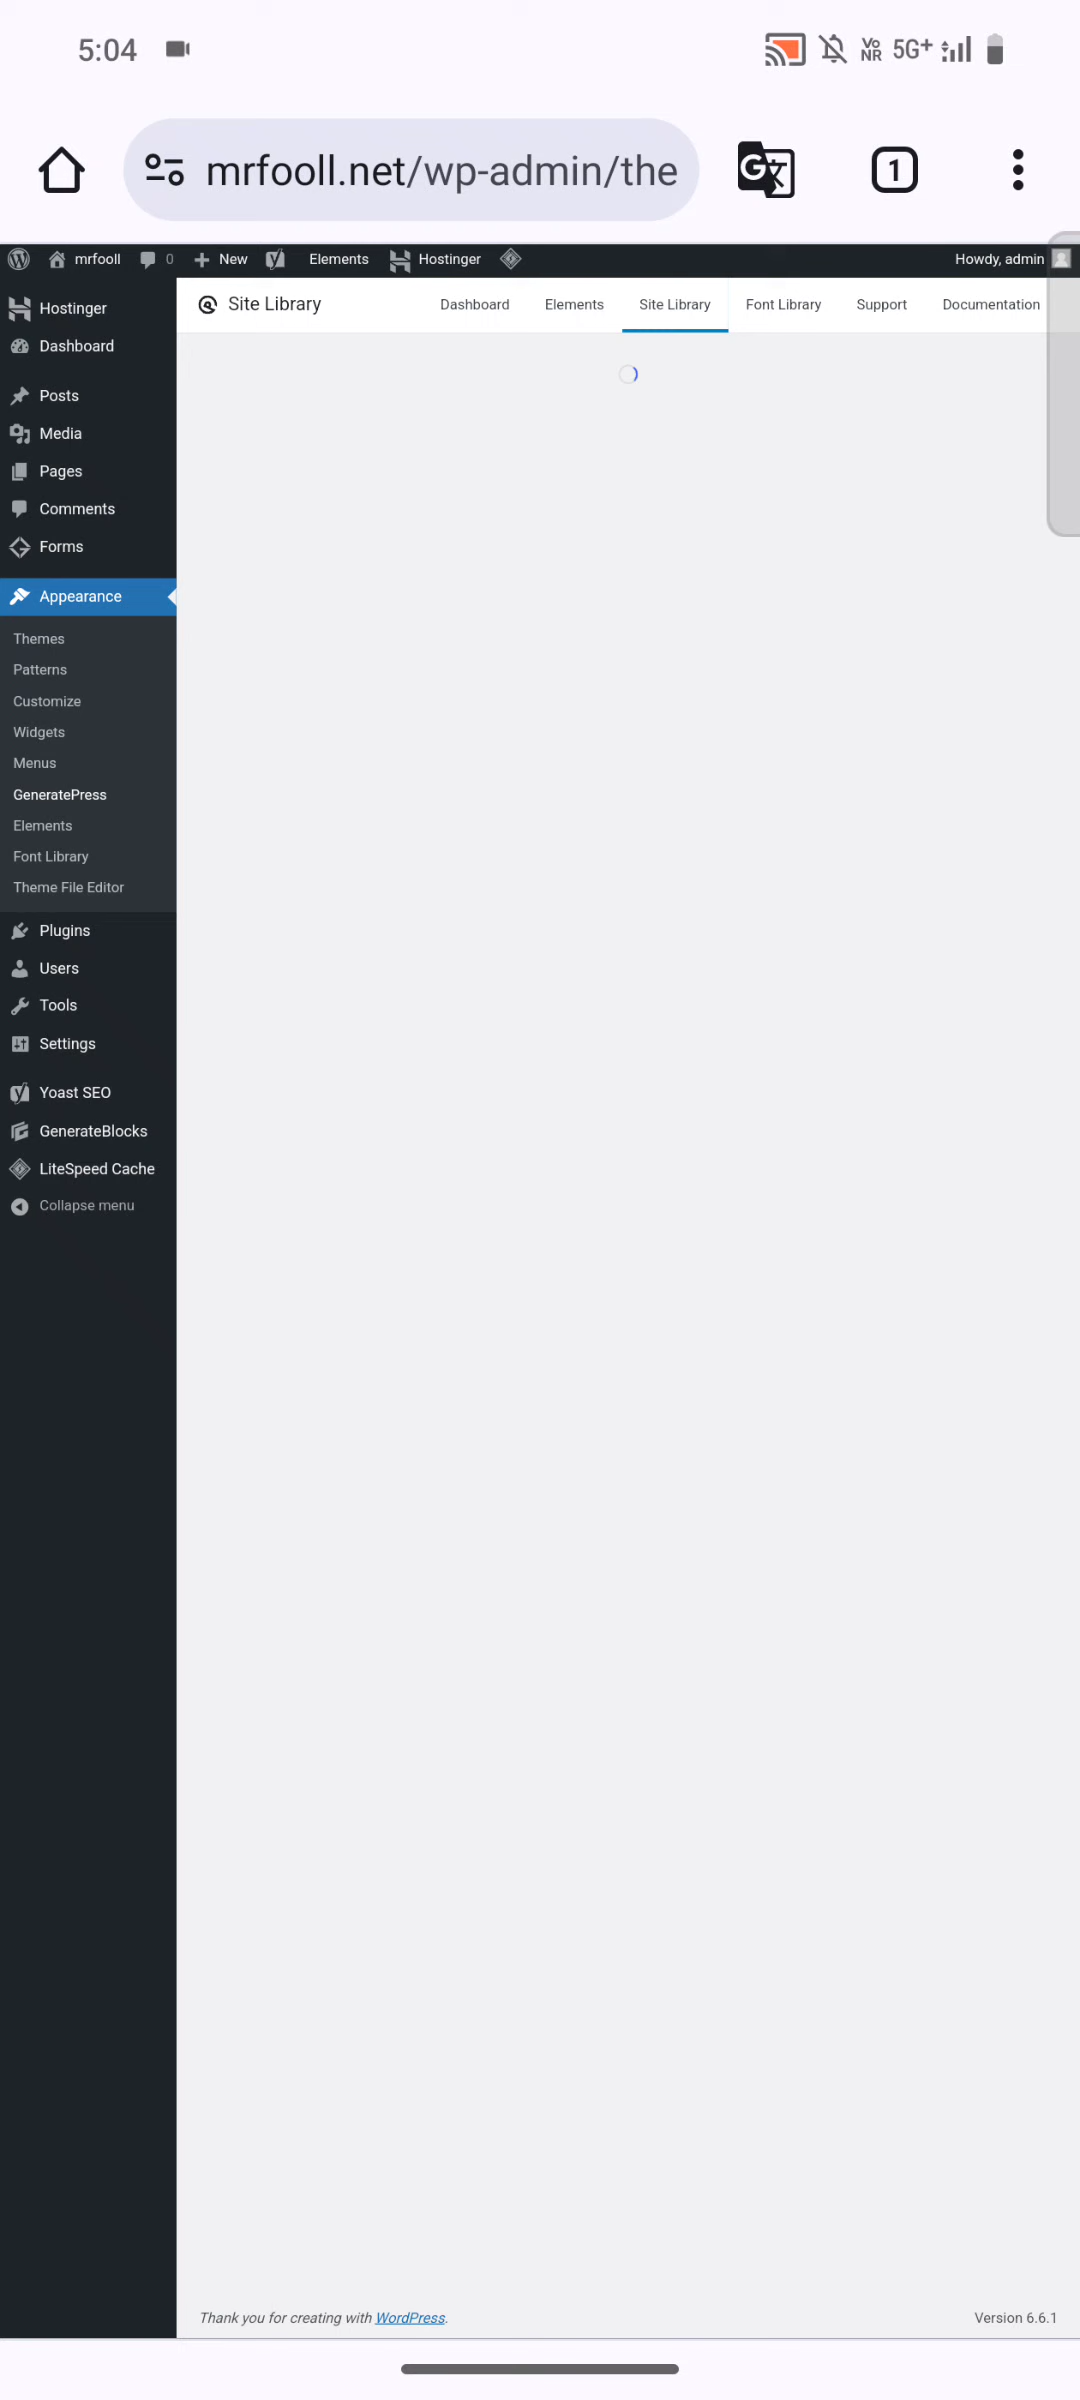 5:04
Vo NR 5G+
mrfooll.net/wp-admin/the
1
mrfooll 0 New Elements Hostinger Howdy, admin
Hostinger
Site Library Dashboard Elements Site Library Font Library Support Documentation
Dashboard
Posts
Media
Pages
Comments
Forms
Appearance
Themes
Patterns
Customize
Widgets
Menus
GeneratePress
Elements
Font Library
Theme File Editor
Plugins
Users
Tools
Settings
Yoast SEO
GenerateBlocks
LiteSpeed Cache
Collapse menu
Thank you for creating with WordPress. Version 6.6.1